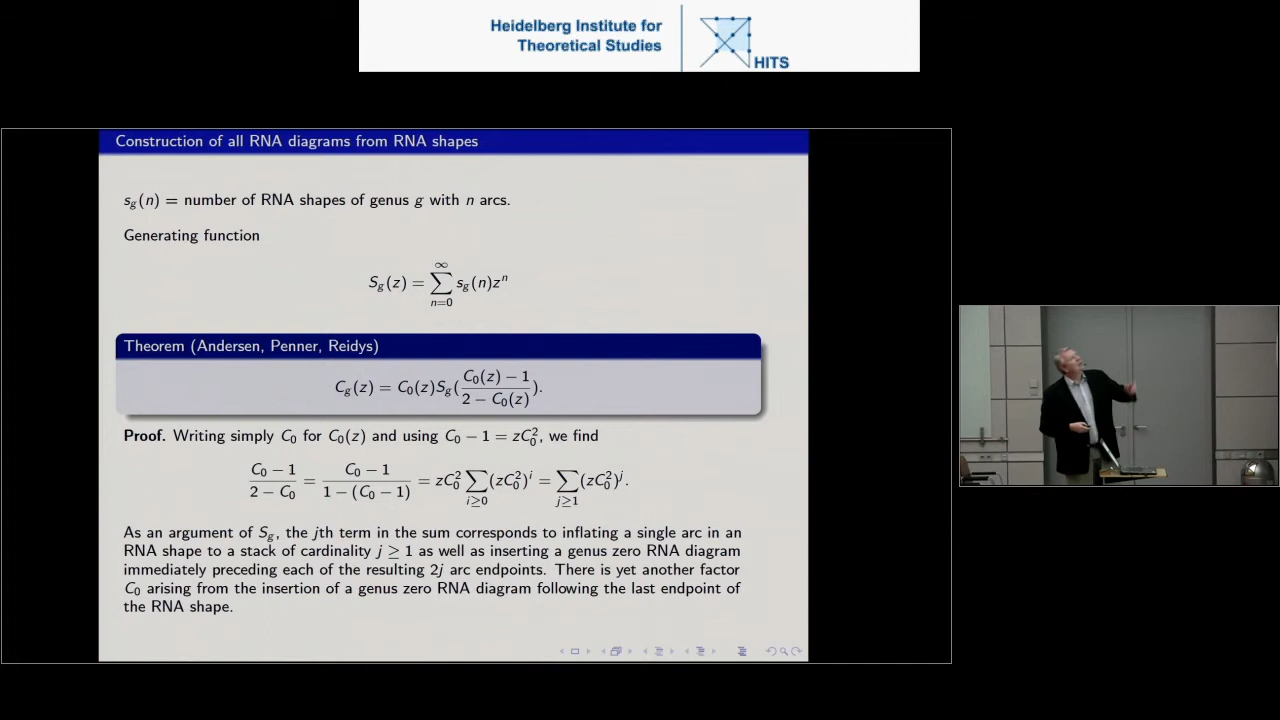 Heidelberg Institute for
Theoretical Studies
HITS
Construction of all RNA diagrams from RNA shapes
s_g(n) = number of RNA shapes of genus g with n arcs.
Generating function
S_g(z) = ∑_{n=0}^{∞} s_g(n)z^n
Theorem (Andersen, Penner, Reidys)
C_g(z) = C_0(z)S_g(\frac{C_0(z) − 1}{2 − C_0(z)}).
Proof. Writing simply C_0 for C_0(z) and using C_0 − 1 = zC_0^2, we find
\frac{C_0 − 1}{2 − C_0} = \frac{C_0 − 1}{1 − (C_0 − 1)} = zC_0^2 ∑_{i≥0} (zC_0^2)^i = ∑_{j≥1} (zC_0^2)^j.
As an argument of S_g, the jth term in the sum corresponds to inflating a single arc in an
RNA shape to a stack of cardinality j ≥ 1 as well as inserting a genus zero RNA diagram
immediately preceding each of the resulting 2j arc endpoints. There is yet another factor
C_0 arising from the insertion of a genus zero RNA diagram following the last endpoint of
the RNA shape.